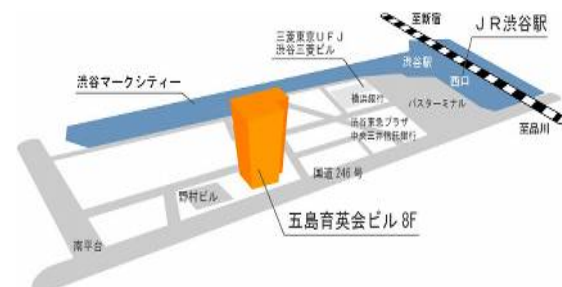 至新宿
JR渋谷駅
三菱東京UFJ
渋谷三菱ビル
渋谷駅
渋谷マークシティー
西口
横浜銀行
バスターミナル
渋谷東急プラザ
中央三井信託銀行
至品川
国道246号
野村ビル
五島育英会ビル 8F
南平台